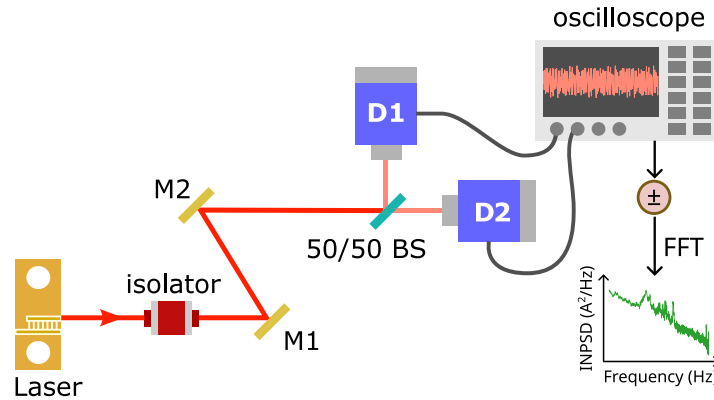 oscilloscope
D1
M2
D2
±
50/50 BS
FFT
isolator
INPSD (A²/Hz)
M1
Laser
Frequency (Hz)